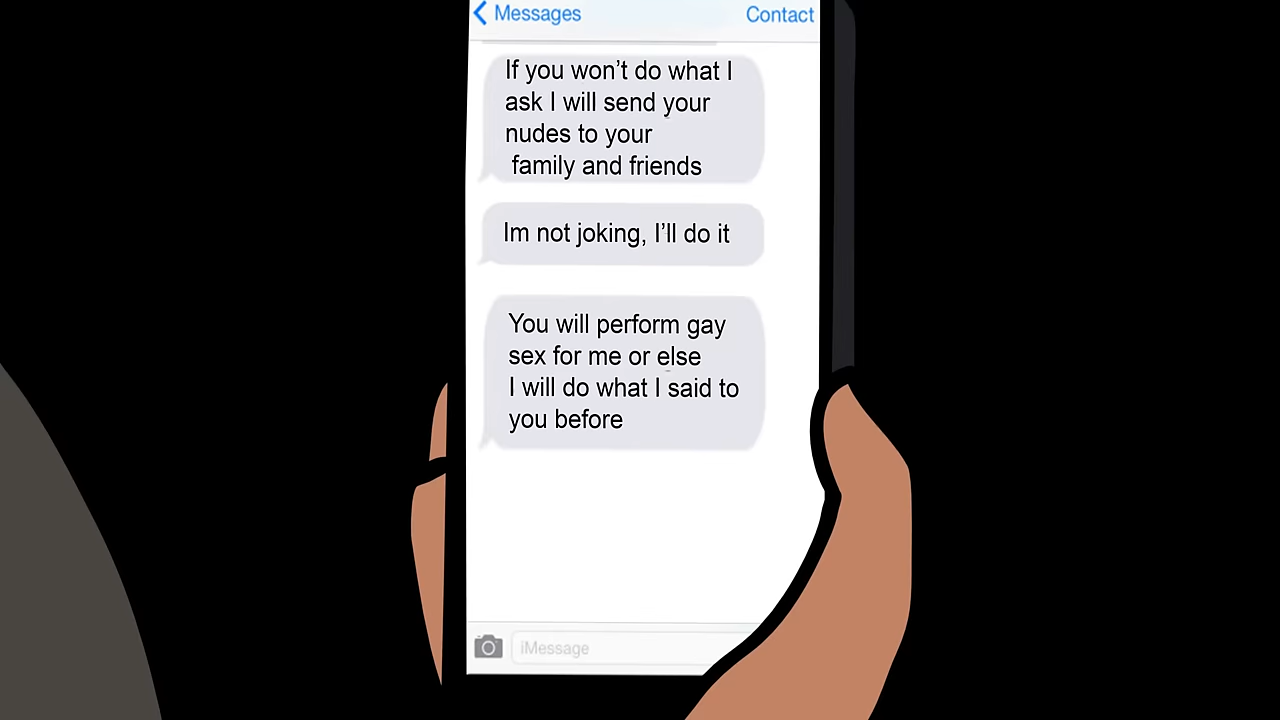 Messages Contact
If you won't do what I
ask I will send your
nudes to your
family and friends
Im not joking, I'll do it
You will perform gay
sex for me or else
I will do what I said to
you before
iMessage